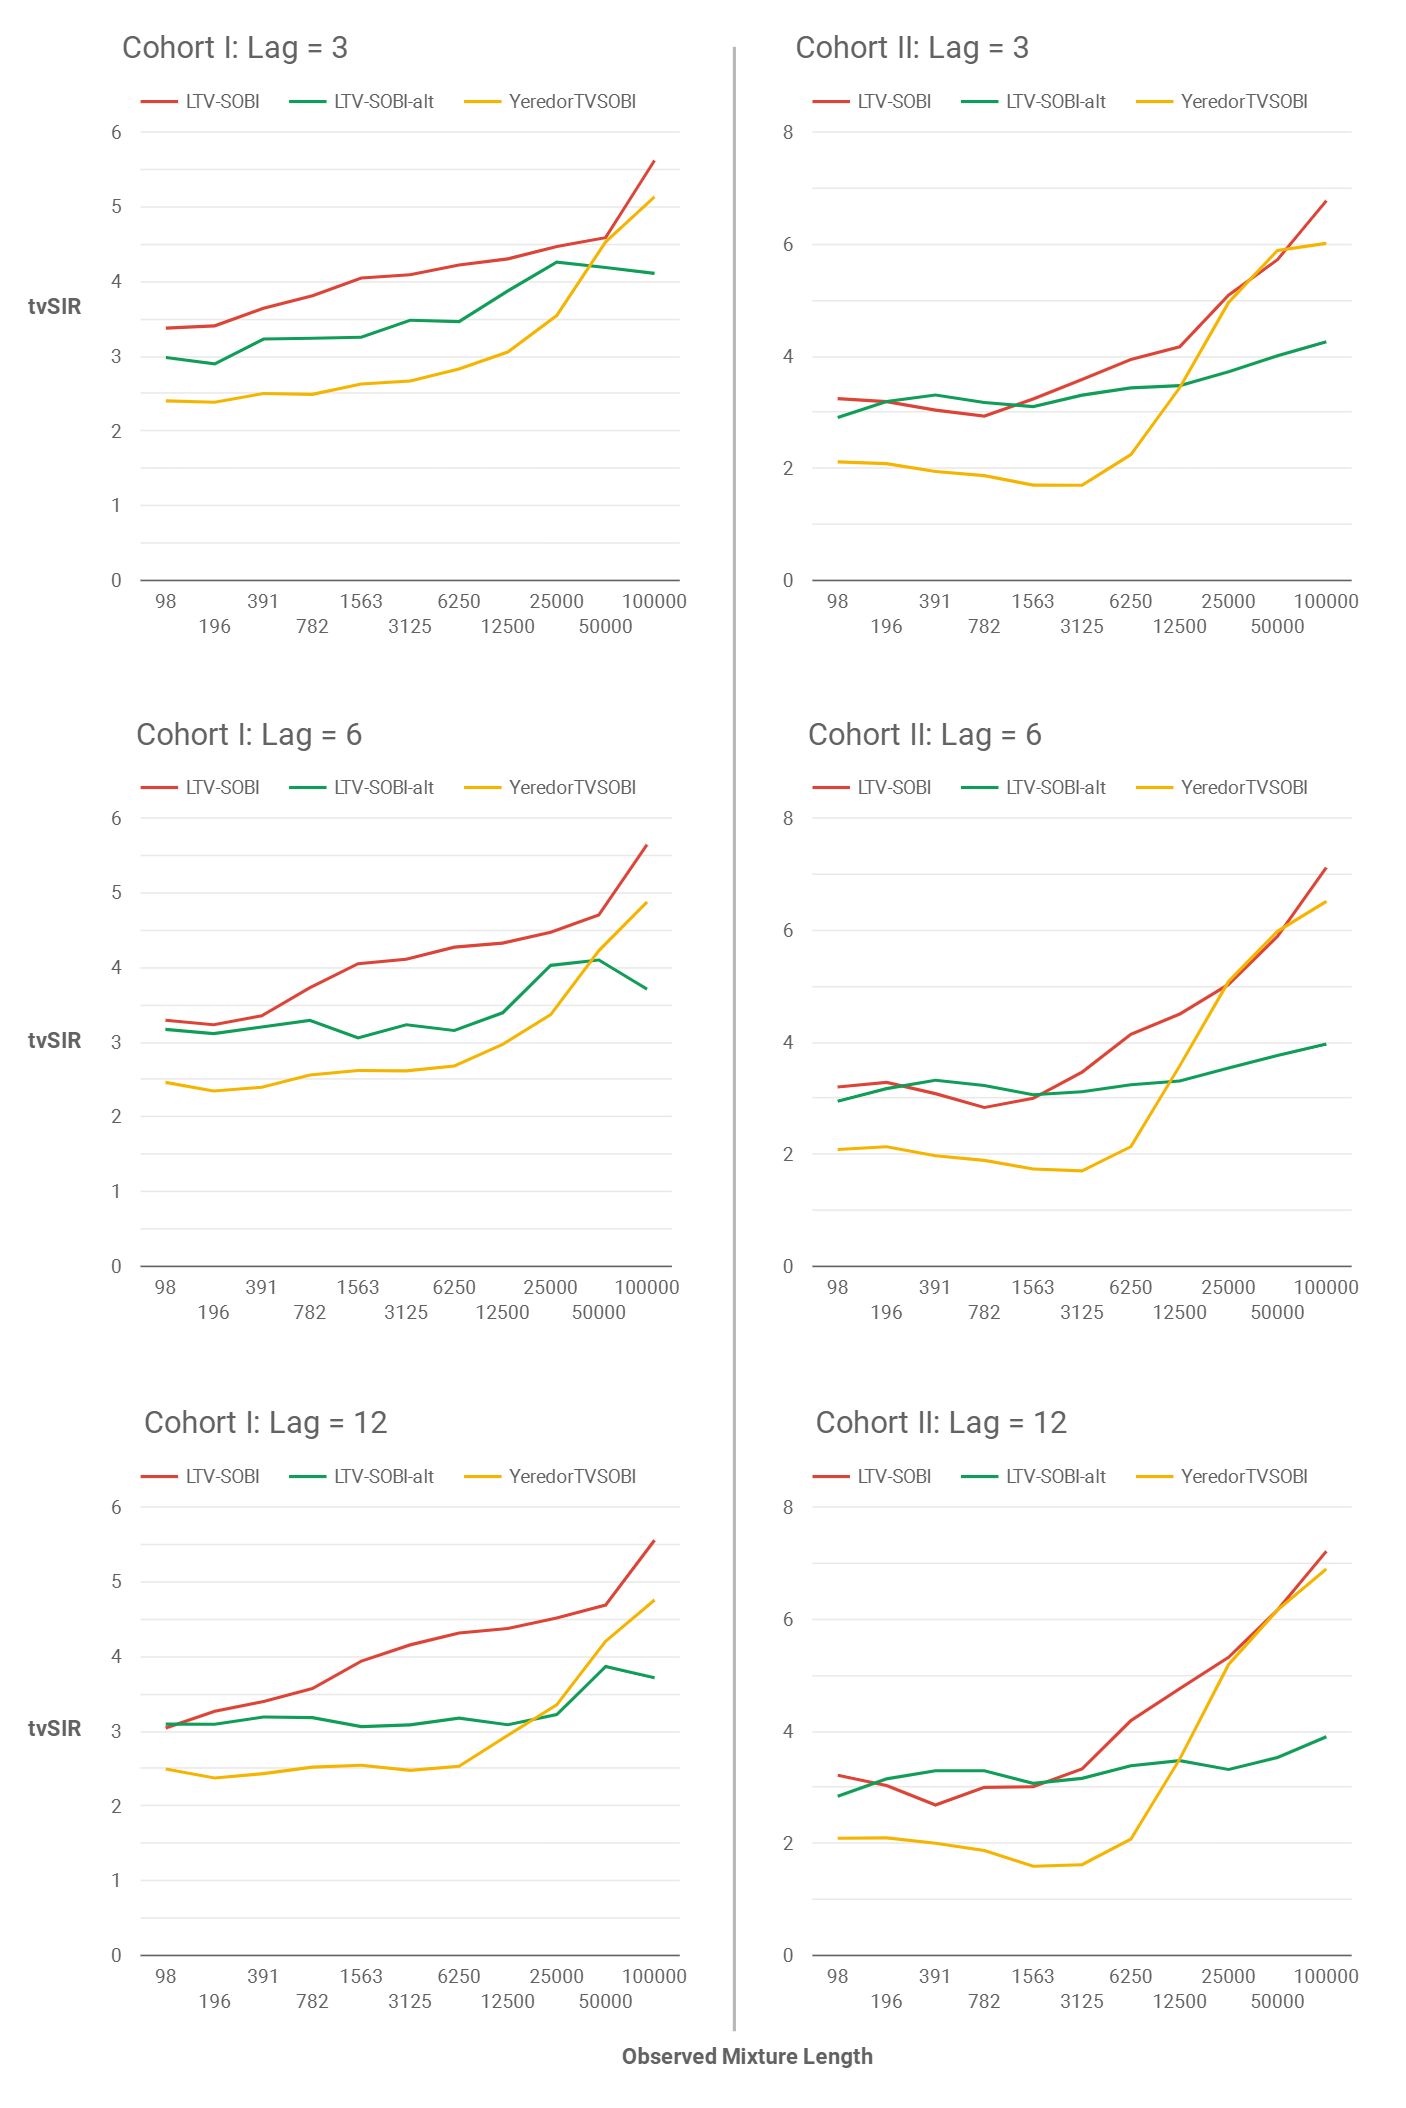 Cohort I: Lag = 3
LTV-SOBI LTV-SOBI-alt YeredorTVSOBI
6
5
4
3
2
1
0
tvSIR
98 391 1563 6250 25000 100000
196 782 3125 12500 50000
Cohort II: Lag = 3
LTV-SOBI LTV-SOBI-alt YeredorTVSOBI
8
6
4
2
0
98 391 1563 6250 25000 100000
196 782 3125 12500 50000
Cohort I: Lag = 6
LTV-SOBI LTV-SOBI-alt YeredorTVSOBI
6
5
4
3
2
1
0
tvSIR
98 391 1563 6250 25000 100000
196 782 3125 12500 50000
Cohort II: Lag = 6
LTV-SOBI LTV-SOBI-alt YeredorTVSOBI
8
6
4
2
0
98 391 1563 6250 25000 100000
196 782 3125 12500 50000
Cohort I: Lag = 12
LTV-SOBI LTV-SOBI-alt YeredorTVSOBI
6
5
4
3
2
1
0
tvSIR
98 391 1563 6250 25000 100000
196 782 3125 12500 50000
Cohort II: Lag = 12
LTV-SOBI LTV-SOBI-alt YeredorTVSOBI
8
6
4
2
0
98 391 1563 6250 25000 100000
196 782 3125 12500 50000
Observed Mixture Length